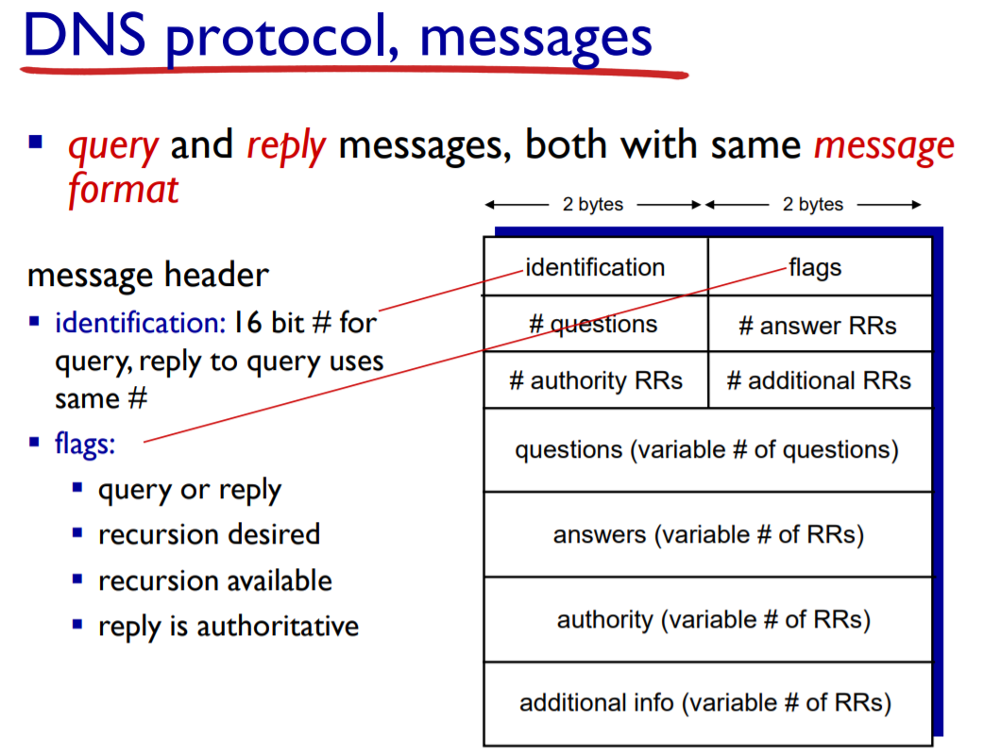 DNS protocol, messages
▪ query and reply messages, both with same message
format
message header
▪ identification: 16 bit # for
query, reply to query uses
same #
▪ flags:
▪ query or reply
▪ recursion desired
▪ recursion available
▪ reply is authoritative
2 bytes 2 bytes
identification flags
# questions # answer RRs
# authority RRs # additional RRs
questions (variable # of questions)
answers (variable # of RRs)
authority (variable # of RRs)
additional info (variable # of RRs)